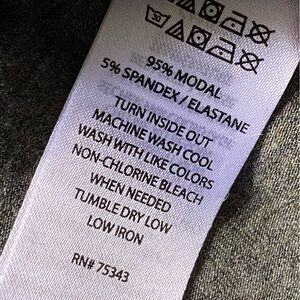 30
95% MODAL
5% SPANDEX / ELASTANE
TURN INSIDE OUT
MACHINE WASH COOL
WASH WITH LIKE COLORS
NON-CHLORINE BLEACH
WHEN NEEDED
TUMBLE DRY LOW
LOW IRON
RN# 75343